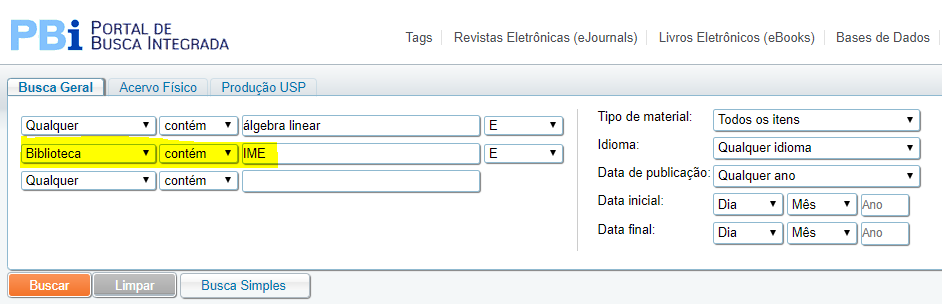 PBi PORTAL DE
BUSCA INTEGRADA
Tags Revistas Eletrônicas (eJournals) Livros Eletrônicos (eBooks) Bases de Dados
Busca Geral Acervo Físico Produção USP
Qualquer contém álgebra linear E
Biblioteca contém IME E
Qualquer contém
Tipo de material: Todos os itens
Idioma: Qualquer idioma
Data de publicação: Qualquer ano
Data inicial: Dia Mês Ano
Data final: Dia Mês Ano
Buscar Limpar Busca Simples